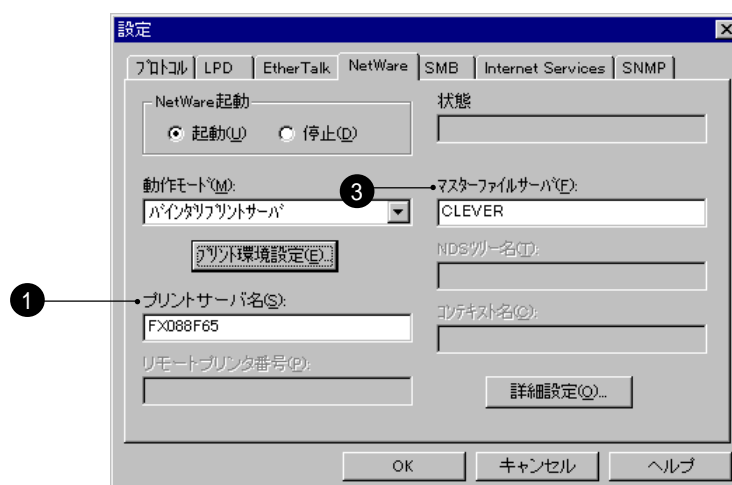 設定
ﾌﾟﾛﾄｺﾙ LPD EtherTalk NetWare SMB Internet Services SNMP
NetWare起動
起動(U) 停止(D)
状態
動作ﾓｰﾄﾞ(M):
3
ﾏｽﾀｰﾌｧｲﾙｻｰﾊﾞ(F):
ﾊﾞｲﾝﾀﾞﾘﾌﾟﾘﾝﾄｻｰﾊﾞ
CLEVER
ﾌﾟﾘﾝﾄ環境設定(E)...
NDSﾂﾘｰ名(T):
1
プリントサーバ名(S):
FX088F65
ｺﾝﾃｷｽﾄ名(C):
リモートプリンタ番号(P):
詳細設定(O)...
OK キャンセル ヘルプ